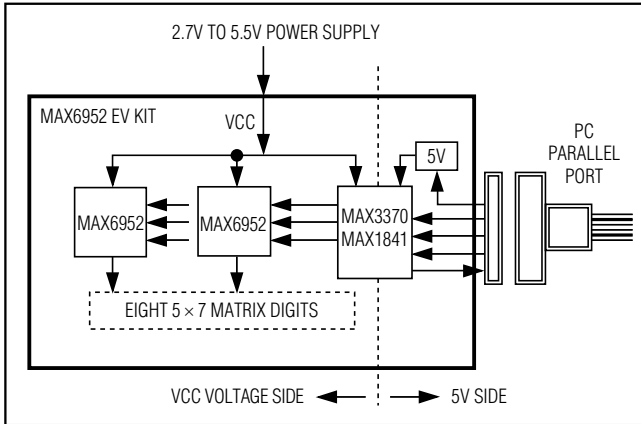 2.7V TO 5.5V POWER SUPPLY
MAX6952 EV KIT
VCC
PC
PARALLEL
PORT
5V
MAX6952
MAX6952
MAX3370
MAX1841
EIGHT 5 × 7 MATRIX DIGITS
VCC VOLTAGE SIDE
5V SIDE